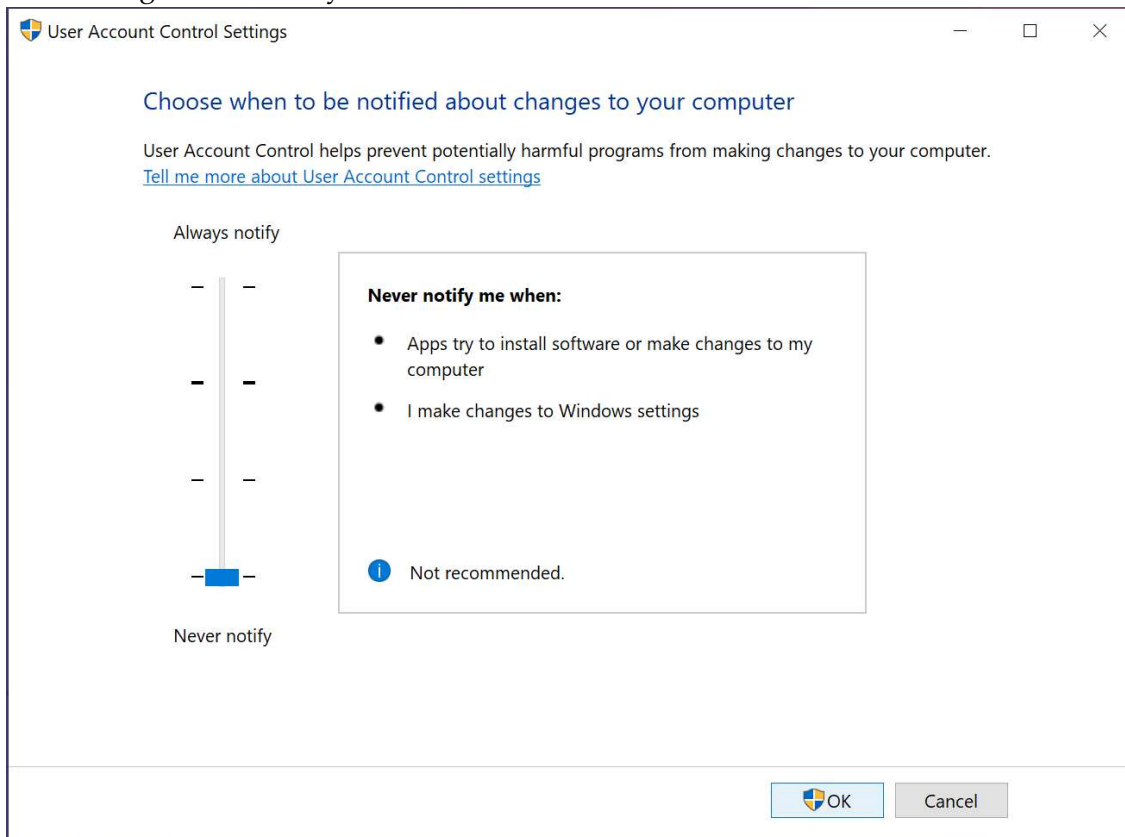 User Account Control Settings
Choose when to be notified about changes to your computer
User Account Control helps prevent potentially harmful programs from making changes to your computer.
Tell me more about User Account Control settings
Always notify
Never notify me when:
Apps try to install software or make changes to my
computer
I make changes to Windows settings
Not recommended.
Never notify
OK
Cancel